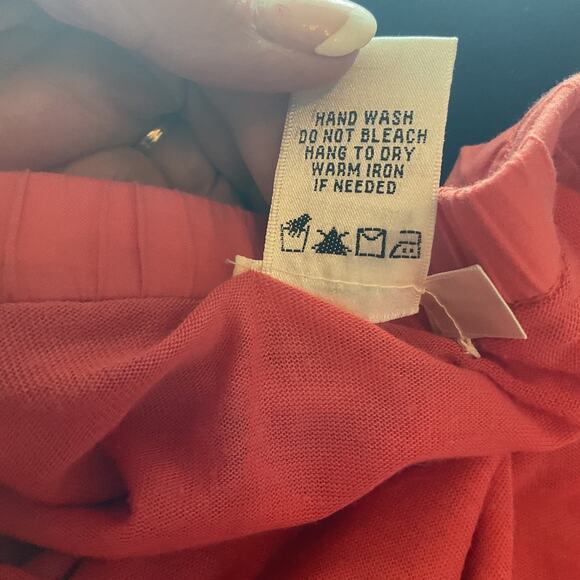 HAND WASH
DO NOT BLEACH
HANG TO DRY
WARM IRON
IF NEEDED